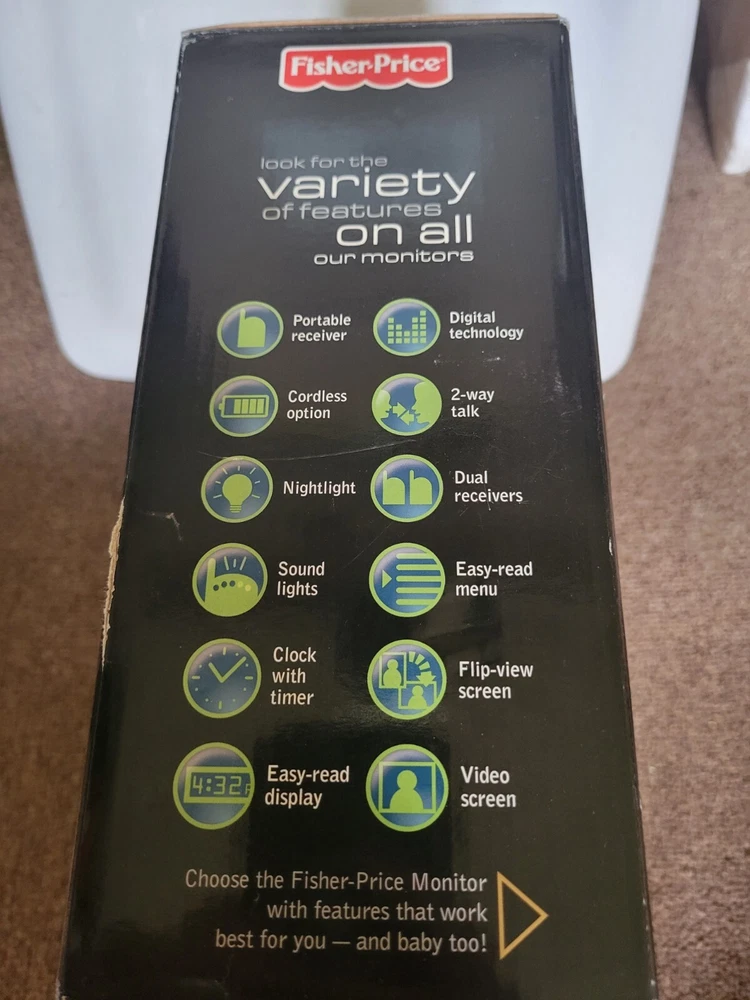 Fisher-Price
look for the
variety
of features
on all
our monitors
Portable
receiver
Digital
technology
Cordless
option
2-way
talk
Nightlight
Dual
receivers
Sound
lights
Easy-read
menu
Clock
with
timer
Flip-view
screen
4:32P
Easy-read
display
Video
screen
Choose the Fisher-Price Monitor
with features that work
best for you — and baby too!